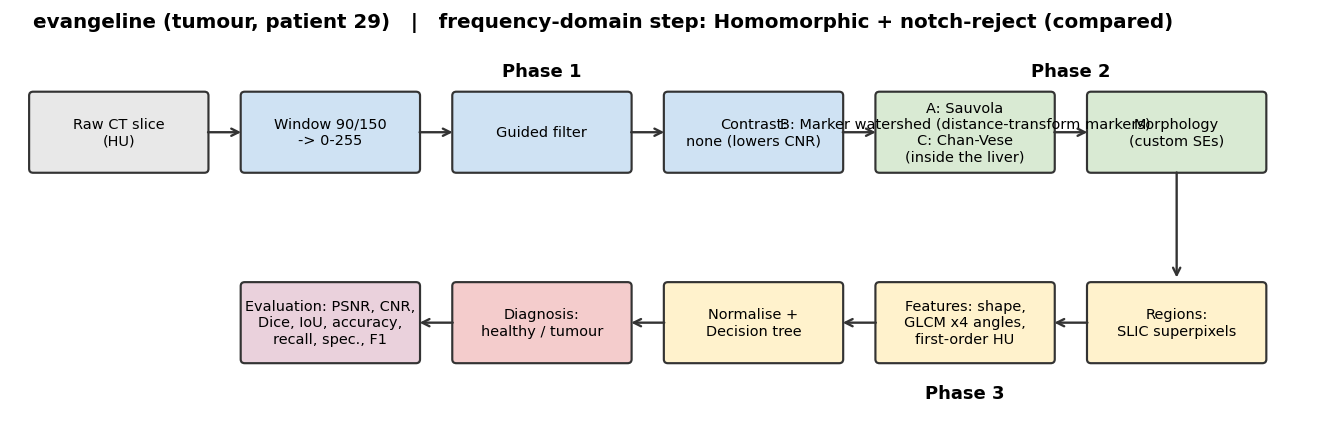 evangeline (tumour, patient 29)   |   frequency-domain step: Homomorphic + notch-reject (compared)
Phase 1
Phase 2
Raw CT slice
(HU)
Window 90/150
-> 0-255
Guided filter
Contrast:
none (lowers CNR)
A: Sauvola
B: Marker watershed (distance-transform markers)
C: Chan-Vese
(inside the liver)
Morphology
(custom SEs)
Evaluation: PSNR, CNR,
Dice, IoU, accuracy,
recall, spec., F1
Diagnosis:
healthy / tumour
Normalise +
Decision tree
Features: shape,
GLCM x4 angles,
first-order HU
Regions:
SLIC superpixels
Phase 3